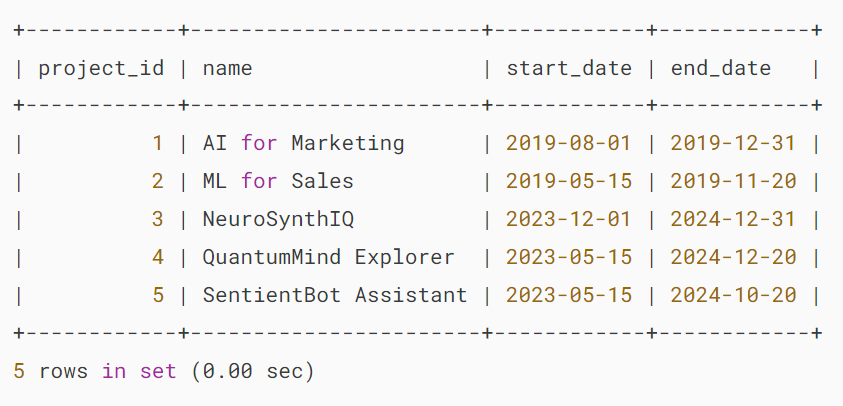 +------------+-----------------------+------------+------------+
| project_id | name                  | start_date | end_date   |
+------------+-----------------------+------------+------------+
|          1 | AI for Marketing      | 2019-08-01 | 2019-12-31 |
|          2 | ML for Sales          | 2019-05-15 | 2019-11-20 |
|          3 | NeuroSynthIQ          | 2023-12-01 | 2024-12-31 |
|          4 | QuantumMind Explorer  | 2023-05-15 | 2024-12-20 |
|          5 | SentientBot Assistant | 2023-05-15 | 2024-10-20 |
+------------+-----------------------+------------+------------+
5 rows in set (0.00 sec)